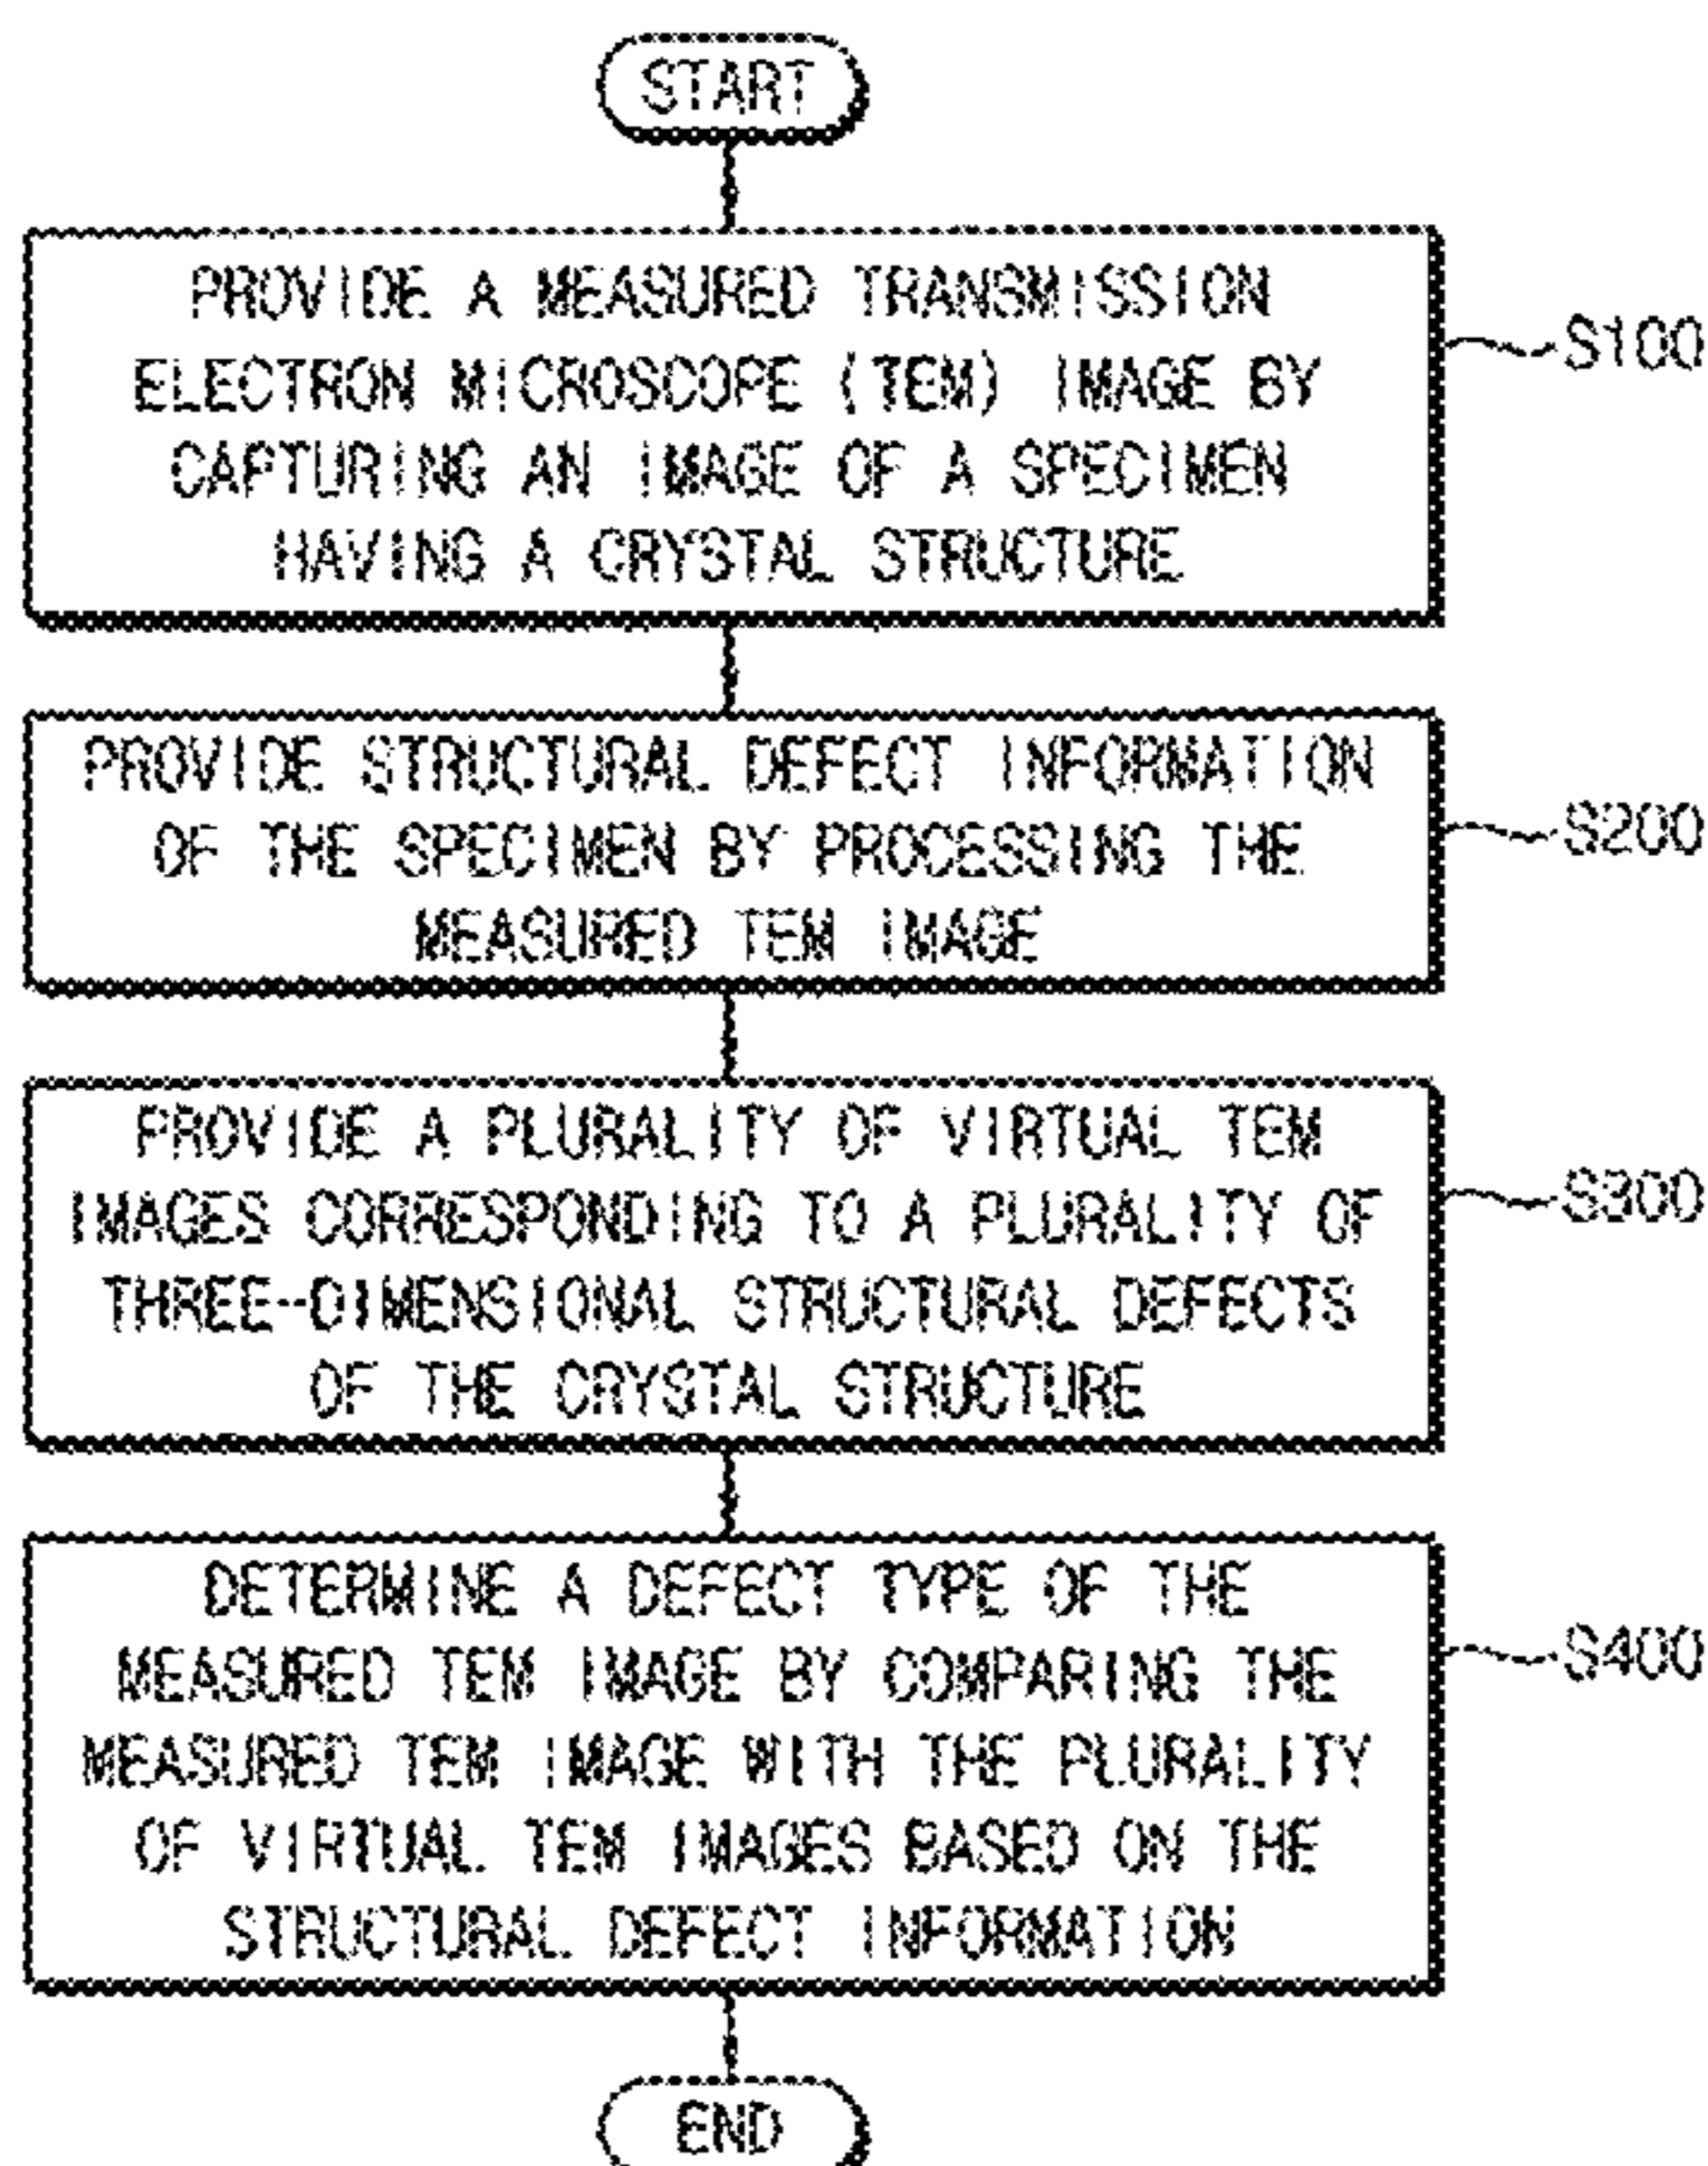 START
PROVIDE A MEASURED TRANSMISSION
ELECTRON MICROSCOPE (TEM) IMAGE BY
CAPTURING AN IMAGE OF A SPECIMEN
HAVING A CRYSTAL STRUCTURE
S100
PROVIDE STRUCTURAL DEFECT INFORMATION
OF THE SPECIMEN BY PROCESSING THE
MEASURED TEM IMAGE
S200
PROVIDE A PLURALITY OF VIRTUAL TEM
IMAGES CORRESPONDING TO A PLURALITY OF
THREE-DIMENSIONAL STRUCTURAL DEFECTS
OF THE CRYSTAL STRUCTURE
S300
DETERMINE A DEFECT TYPE OF THE
MEASURED TEM IMAGE BY COMPARING THE
MEASURED TEM IMAGE WITH THE PLURALITY
OF VIRTUAL TEM IMAGES BASED ON THE
STRUCTURAL DEFECT INFORMATION
S400
END